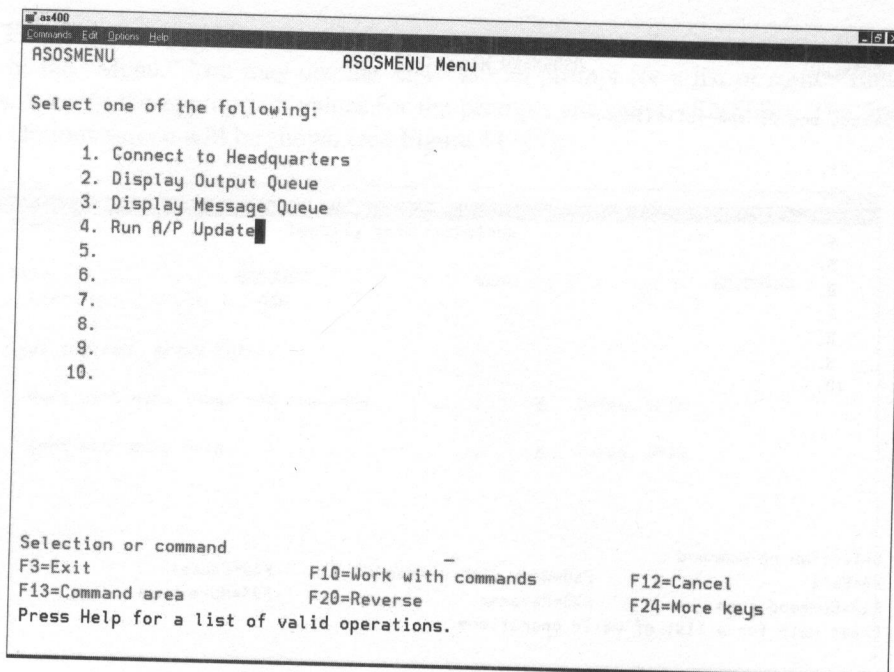 as400
Commands Edit Options Help
ASOSMENU
ASOSMENU Menu
Select one of the following:
1. Connect to Headquarters
2. Display Output Queue
3. Display Message Queue
4. Run A/P Update
5.
6.
7.
8.
9.
10.
Selection or command
F3=Exit F10=Work with commands F12=Cancel
F13=Command area F20=Reverse F24=More keys
Press Help for a list of valid operations.